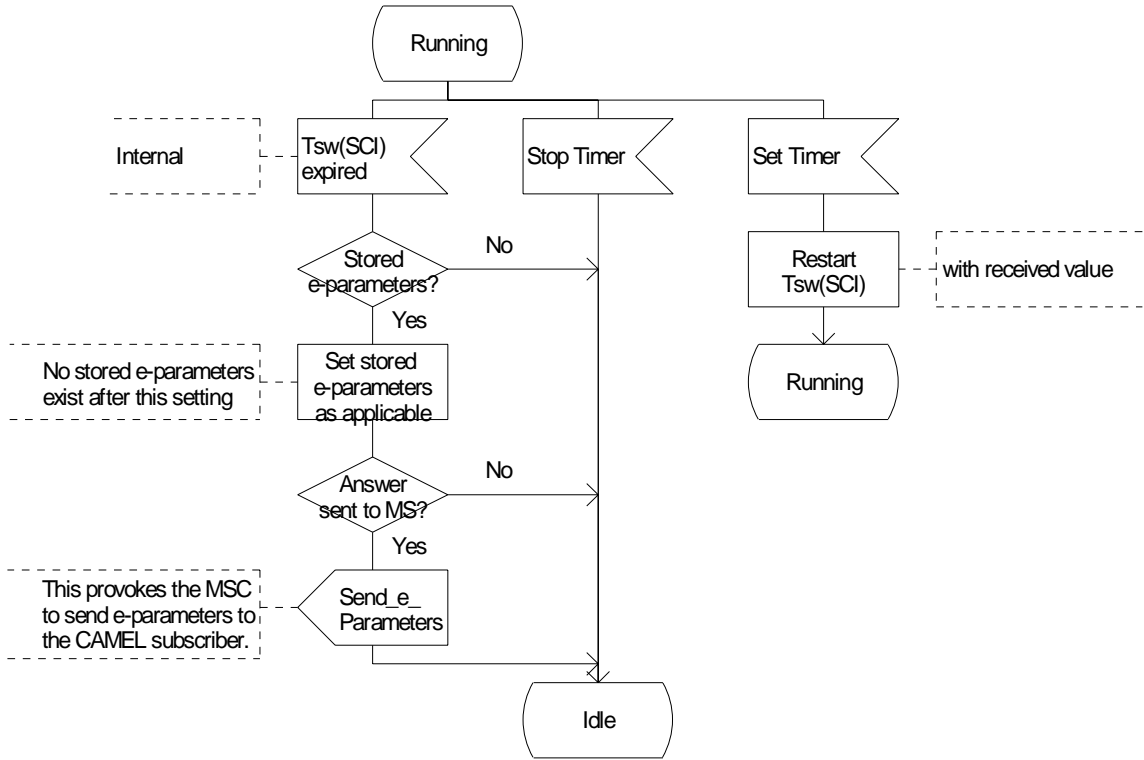 Running
Internal
Tsw(SCI)
expired
Stop Timer
Set Timer
Stored
e-parameters?
No
Yes
Restart
Tsw(SCI)
with received value
No stored e-parameters
exist after this setting
Set stored
e-parameters
as applicable
Running
Answer
sent to MS?
No
Yes
This provokes the MSC
to send e-parameters to
the CAMEL subscriber.
Send_e_
Parameters
Idle